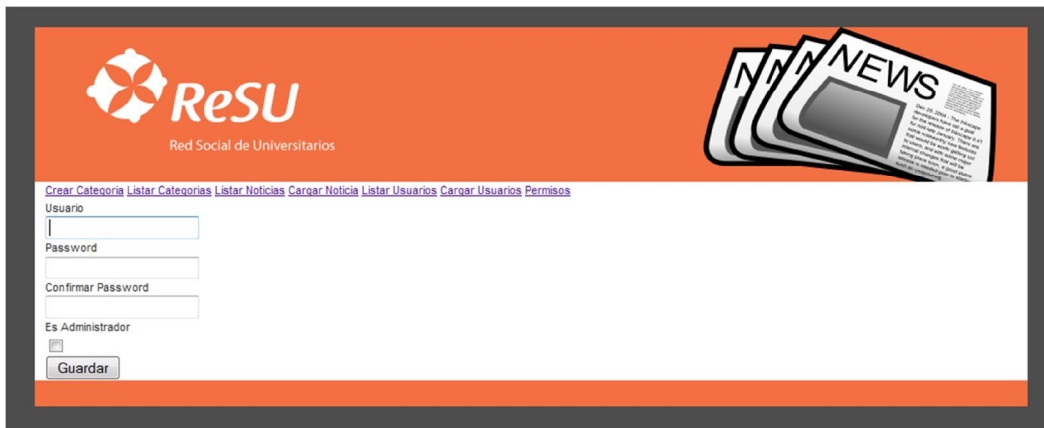 ReSU
Red Social de Universitarios
NEWS
Crear Categoria Listar Categorias Listar Noticias Cargar Noticia Listar Usuarios Cargar Usuarios Permisos
Usuario
Password
Confirmar Password
Es Administrador
Guardar